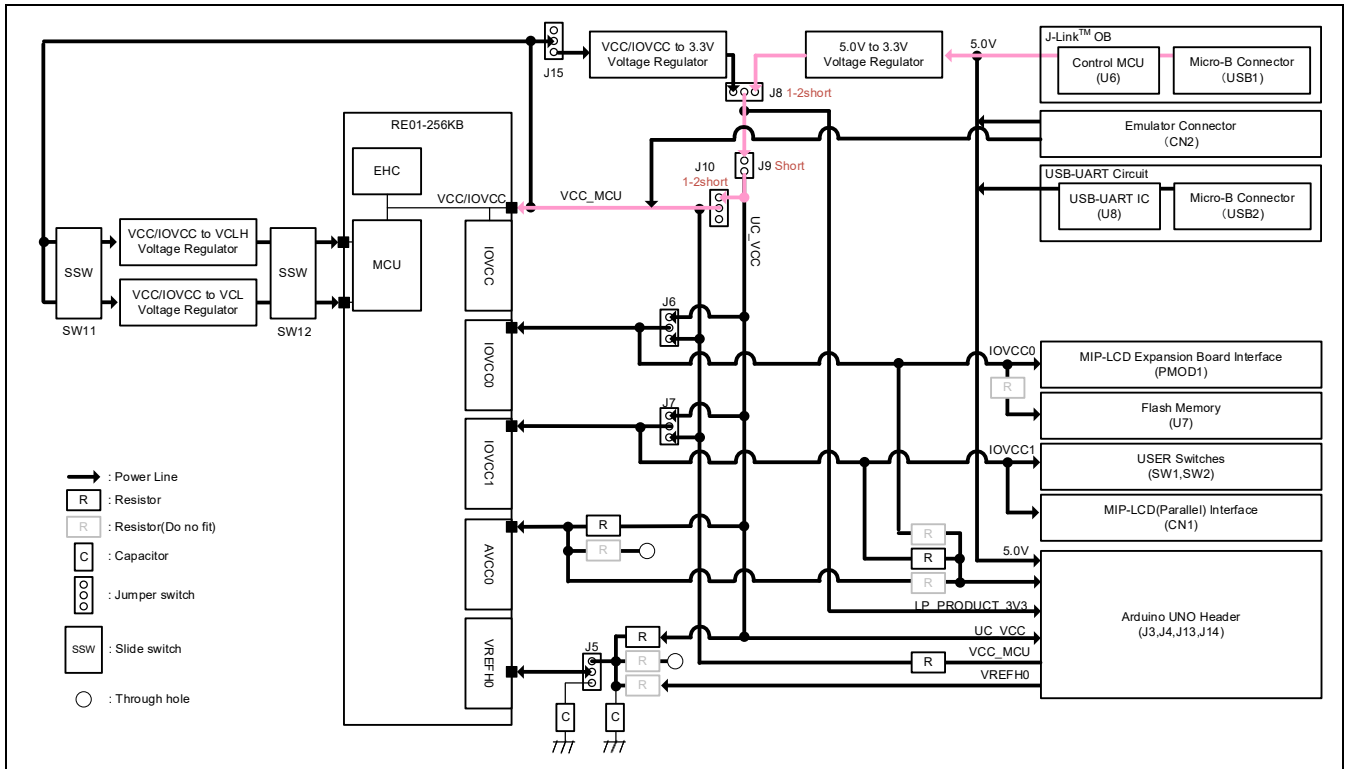 J15
VCC/IOVCC to 3.3V
Voltage Regulator
5.0V to 3.3V
Voltage Regulator
5.0V
J-Link™ OB
Control MCU
(U6)
Micro-B Connector
(USB1)
J8 1-2short
Emulator Connector
(CN2)
USB-UART Circuit
USB-UART IC
(U8)
Micro-B Connector
(USB2)
RE01-256KB
EHC
VCC/IOVCC
MCU
IOVCC
IOVCC0
IOVCC1
AVCC0
VREFH0
VCC_MCU
J10
1-2short
J9 Short
UC_VCC
SSW
SW11
VCC/IOVCC to VCLH
Voltage Regulator
VCC/IOVCC to VCL
Voltage Regulator
SSW
SW12
J6
J7
IOVCC0
MIP-LCD Expansion Board Interface
(PMOD1)
R
Flash Memory
(U7)
IOVCC1
USER Switches
(SW1,SW2)
MIP-LCD(Parallel) Interface
(CN1)
R
R
R
R
R
5.0V
LP_PRODUCT_3V3
UC_VCC
VCC_MCU
VREFH0
Arduino UNO Header
(J3,J4,J13,J14)
R
J5
R
R
R
C
C
: Power Line
R : Resistor
R : Resistor(Do no fit)
C : Capacitor
: Jumper switch
SSW : Slide switch
: Through hole